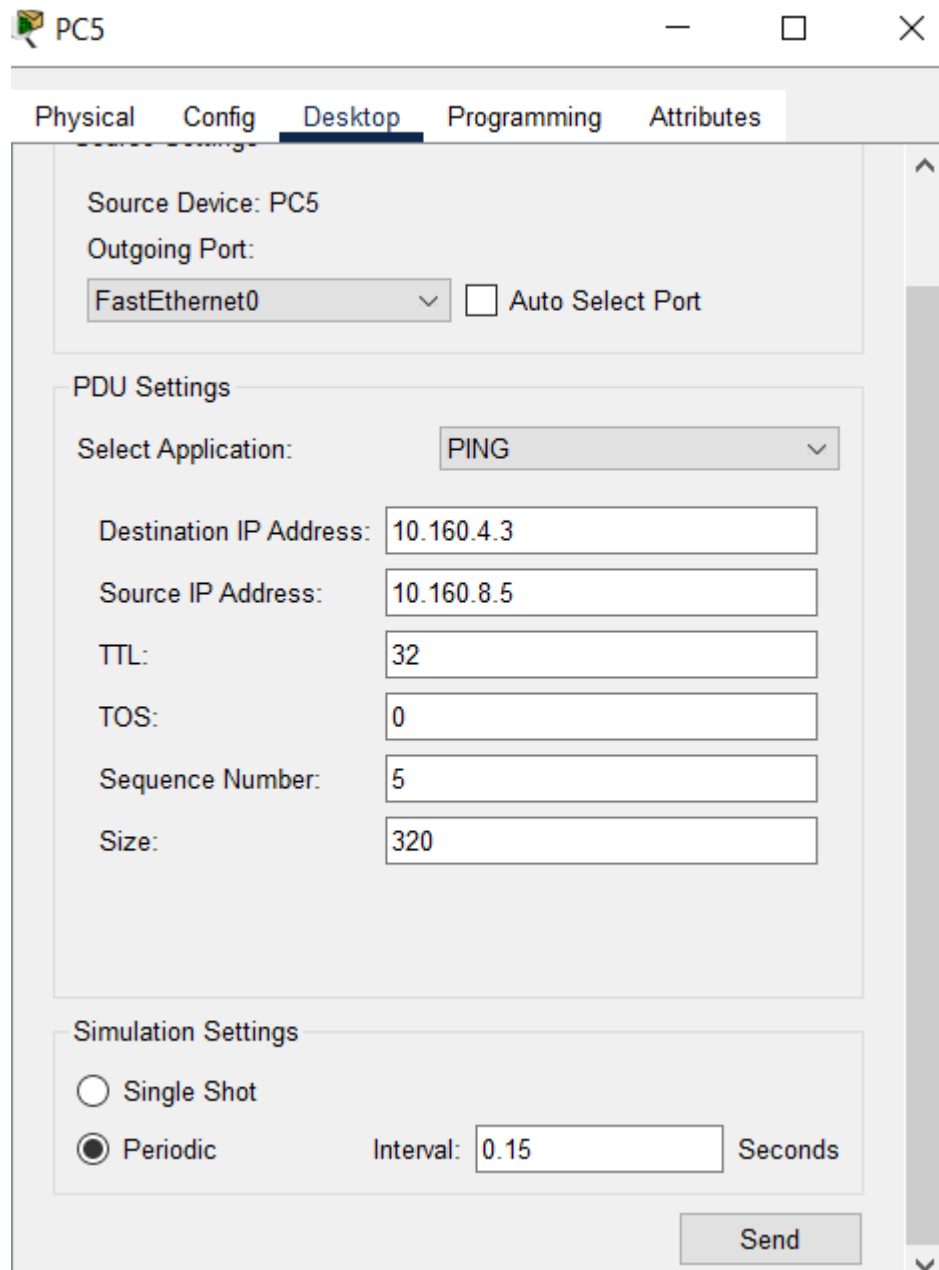 PC5
Physical Config Desktop Programming Attributes
Source Settings
Source Device: PC5
Outgoing Port:
FastEthernet0 Auto Select Port
PDU Settings
Select Application: PING
Destination IP Address: 10.160.4.3
Source IP Address: 10.160.8.5
TTL: 32
TOS: 0
Sequence Number: 5
Size: 320
Simulation Settings
Single Shot
Periodic Interval: 0.15 Seconds
Send